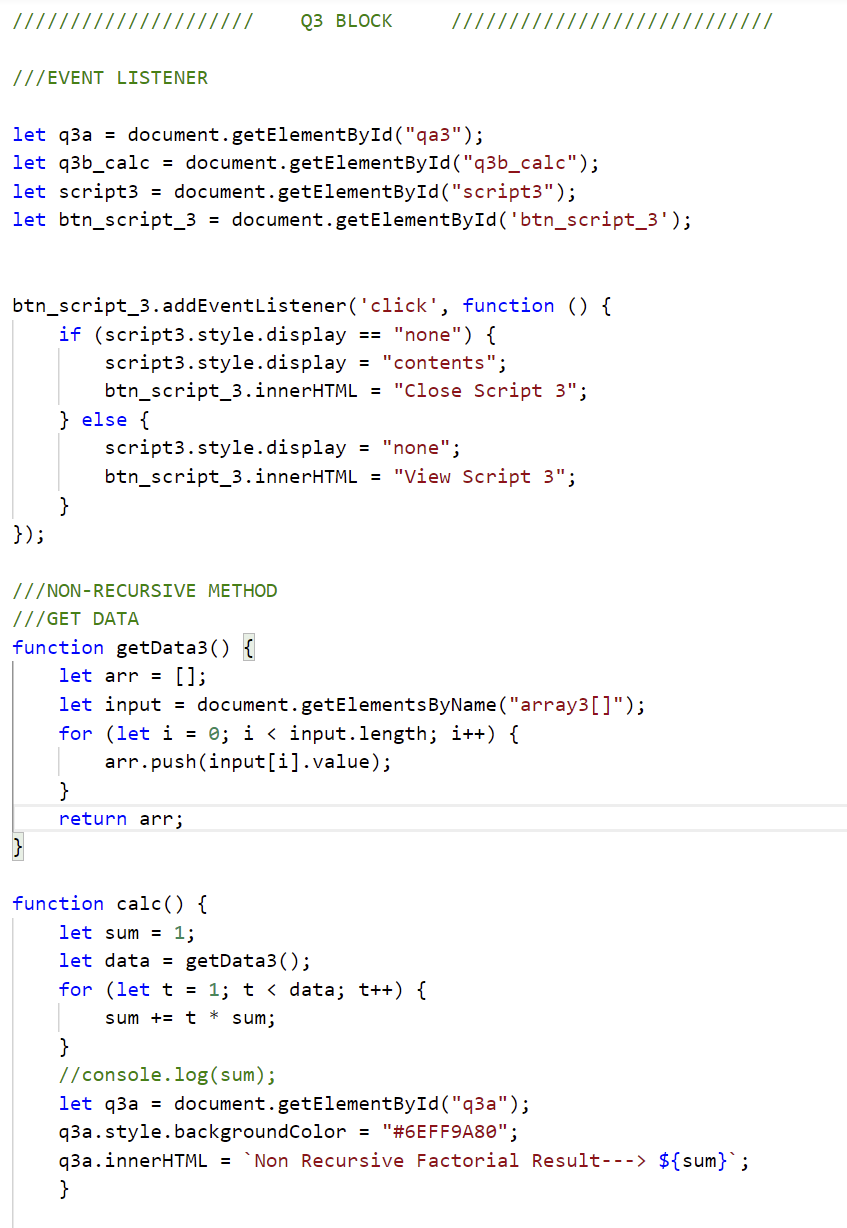 /////////////////////    Q3 BLOCK     ////////////////////////////
///EVENT LISTENER
let q3a = document.getElementById("qa3");
let q3b_calc = document.getElementById("q3b_calc");
let script3 = document.getElementById("script3");
let btn_script_3 = document.getElementById('btn_script_3');
btn_script_3.addEventListener('click', function () {
    if (script3.style.display == "none") {
        script3.style.display = "contents";
        btn_script_3.innerHTML = "Close Script 3";
    } else {
        script3.style.display = "none";
        btn_script_3.innerHTML = "View Script 3";
    }
});
///NON-RECURSIVE METHOD
///GET DATA
function getData3() {
    let arr = [];
    let input = document.getElementsByName("array3[]");
    for (let i = 0; i < input.length; i++) {
        arr.push(input[i].value);
    }
    return arr;
}
function calc() {
    let sum = 1;
    let data = getData3();
    for (let t = 1; t < data; t++) {
        sum += t * sum;
    }
    //console.log(sum);
    let q3a = document.getElementById("q3a");
    q3a.style.backgroundColor = "#6EFF9A80";
    q3a.innerHTML = `Non Recursive Factorial Result---> ${sum}`;
    }